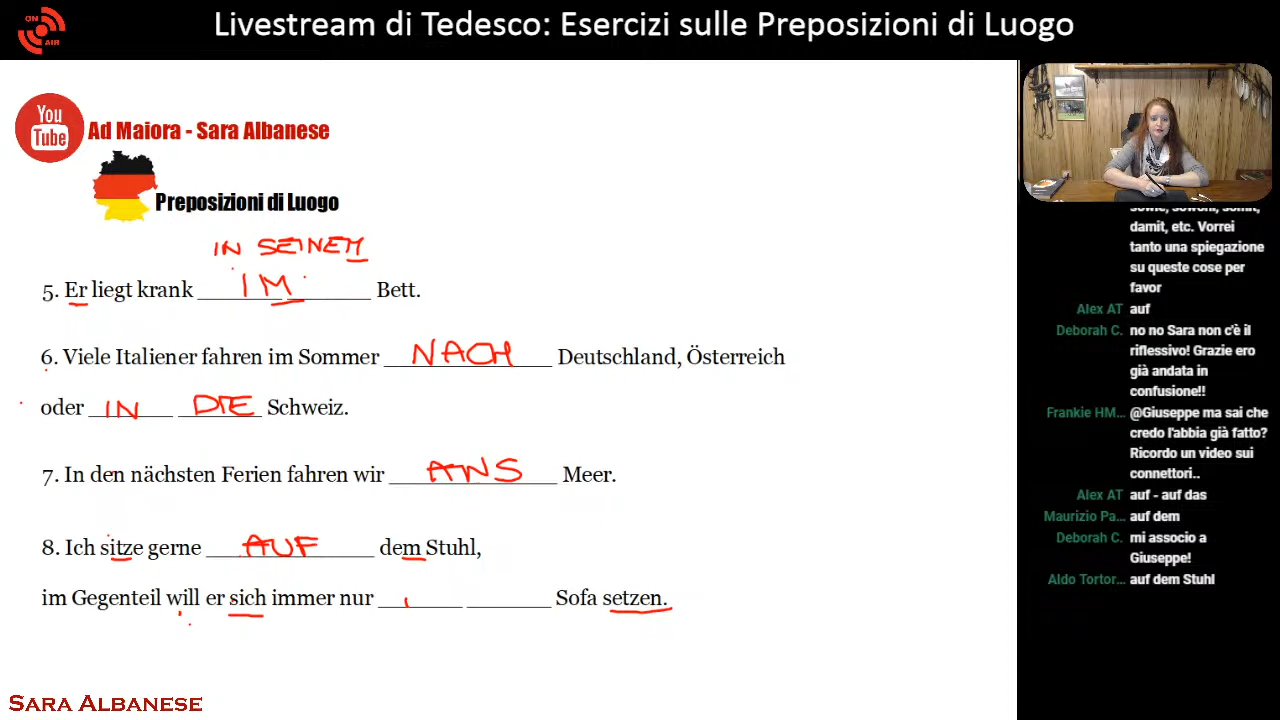 Livestream di Tedesco: Esercizi sulle Preposizioni di Luogo
ON
AIR
You
Tube
Ad Maiora - Sara Albanese
Preposizioni di Luogo
IN SEINEM
5. Er liegt krank IM Bett.
6. Viele Italiener fahren im Sommer NACH Deutschland, Österreich
oder IN DIE Schweiz.
7. In den nächsten Ferien fahren wir ANS Meer.
8. Ich sitze gerne AUF dem Stuhl,
im Gegenteil will er sich immer nur ________ ________ Sofa setzen.
SARA ALBANESE
sowie, sowohl, somit,
damit, etc. Vorrei
tanto una spiegazione
su queste cose per
favor
Alex AT auf
Deborah C. no no Sara non c'è il
riflessivo! Grazie ero
già andata in
confusione!!
Frankie HM... @Giuseppe ma sai che
credo l'abbia già fatto?
Ricordo un video sui
connettori..
Alex AT auf - auf das
Maurizio Pa... auf dem
Deborah C. mi associo a
Giuseppe!
Aldo Tortor... auf dem Stuhl